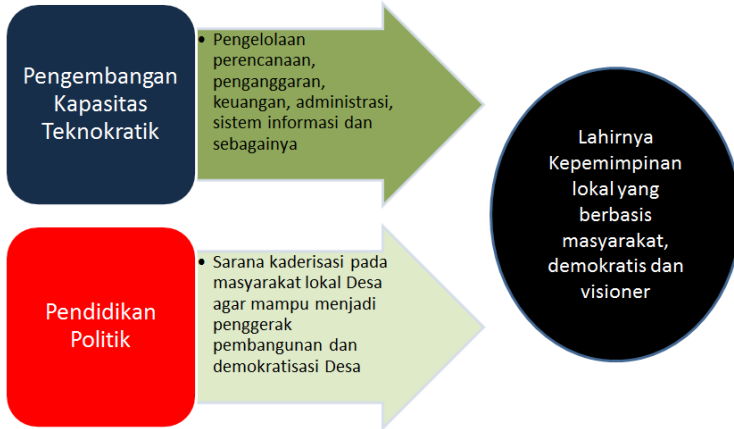 Pengembangan
Kapasitas
Teknokratik
• Pengelolaan
perencanaan,
penganggaran,
keuangan, administrasi,
sistem informasi dan
sebagainya
Pendidikan
Politik
• Sarana kaderisasi pada
masyarakat lokal Desa
agar mampu menjadi
penggerak
pembangunan dan
demokratisasi Desa
Lahirnya
Kepemimpinan
lokal yang
berbasis
masyarakat,
demokratis dan
visioner